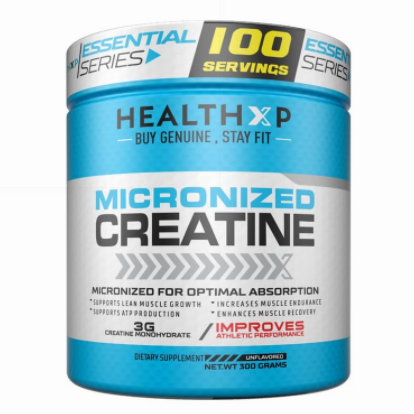 ESSENTIAL
SERIES
100
SERVINGS
ESSEN
SERIES
HEALTHXP
BUY GENUINE , STAY FIT
MICRONIZED
CREATINE
MICRONIZED FOR OPTIMAL ABSORPTION
*SUPPORTS LEAN MUSCLE GROWTH
*INCREASES MUSCLE ENDURANCE
*SUPPORTS ATP PRODUCTION
*ENHANCES MUSCLE RECOVERY
3G
CREATINE MONOHYDRATE
IMPROVES
ATHLETIC PERFORMANCE
DIETARY SUPPLEMENT
UNFLAVORED
NET.WT 300 GRAMS